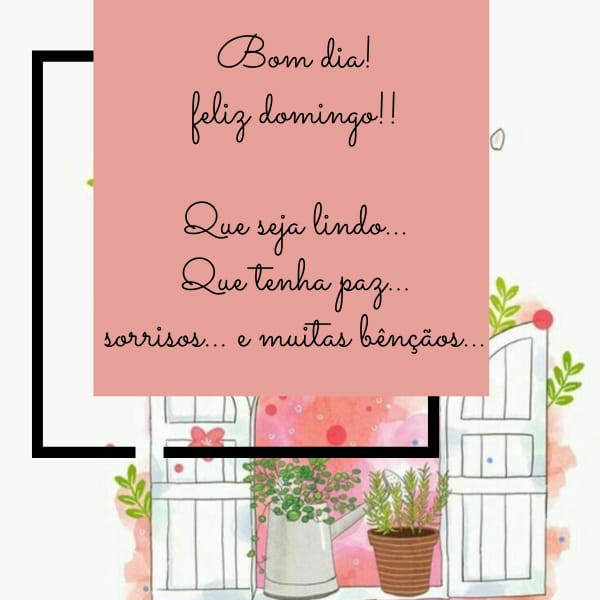 Bom dia!
feliz domingo!!
Que seja lindo...
Que tenha paz...
sorrisos... e muitas bênçãos...